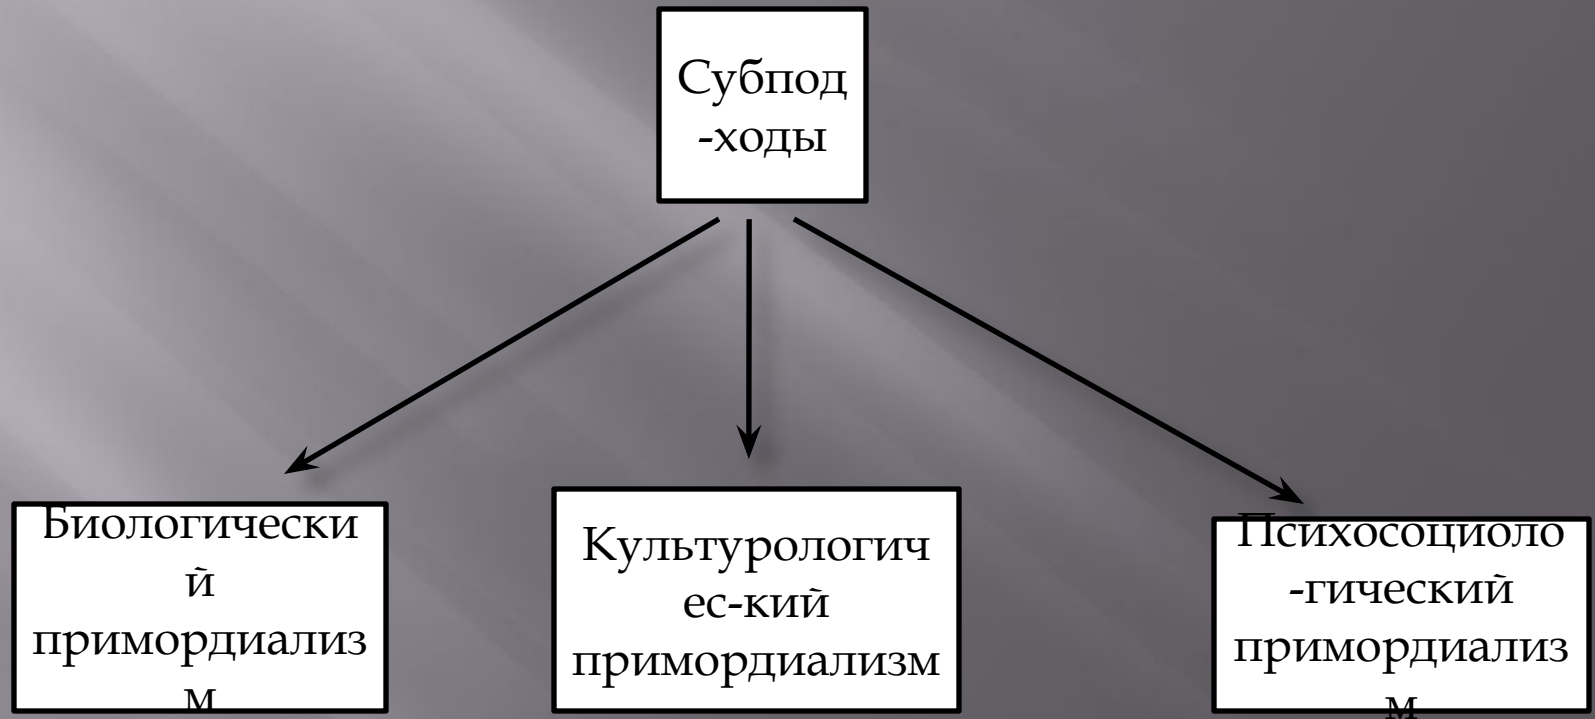 Субпод
-ходы
Биологически
й
примордиализ
м
Культурологич
ес-кий
примордиализм
Психосоциоло
-гический
примордиализ
м